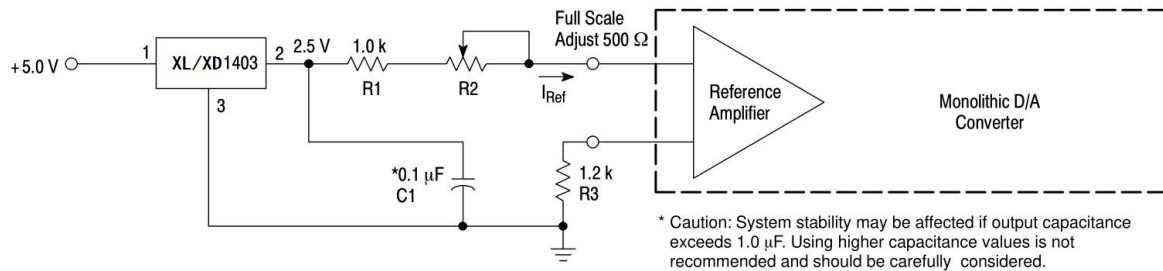 +5.0 V
1
XL/XD1403
2
2.5 V
3
1.0 k
R1
R2
Full Scale
Adjust 500 Ω
IRef
*0.1 μF
C1
1.2 k
R3
Reference
Amplifier
Monolithic D/A
Converter
* Caution: System stability may be affected if output capacitance
exceeds 1.0 μF. Using higher capacitance values is not
recommended and should be carefully considered.